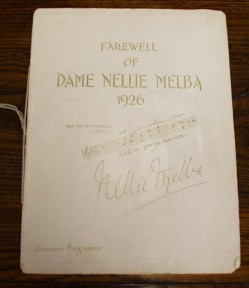 FAREWELL
OF
DAME NELLIE MELBA
1926
Nellie Melba
Souvenir Programme